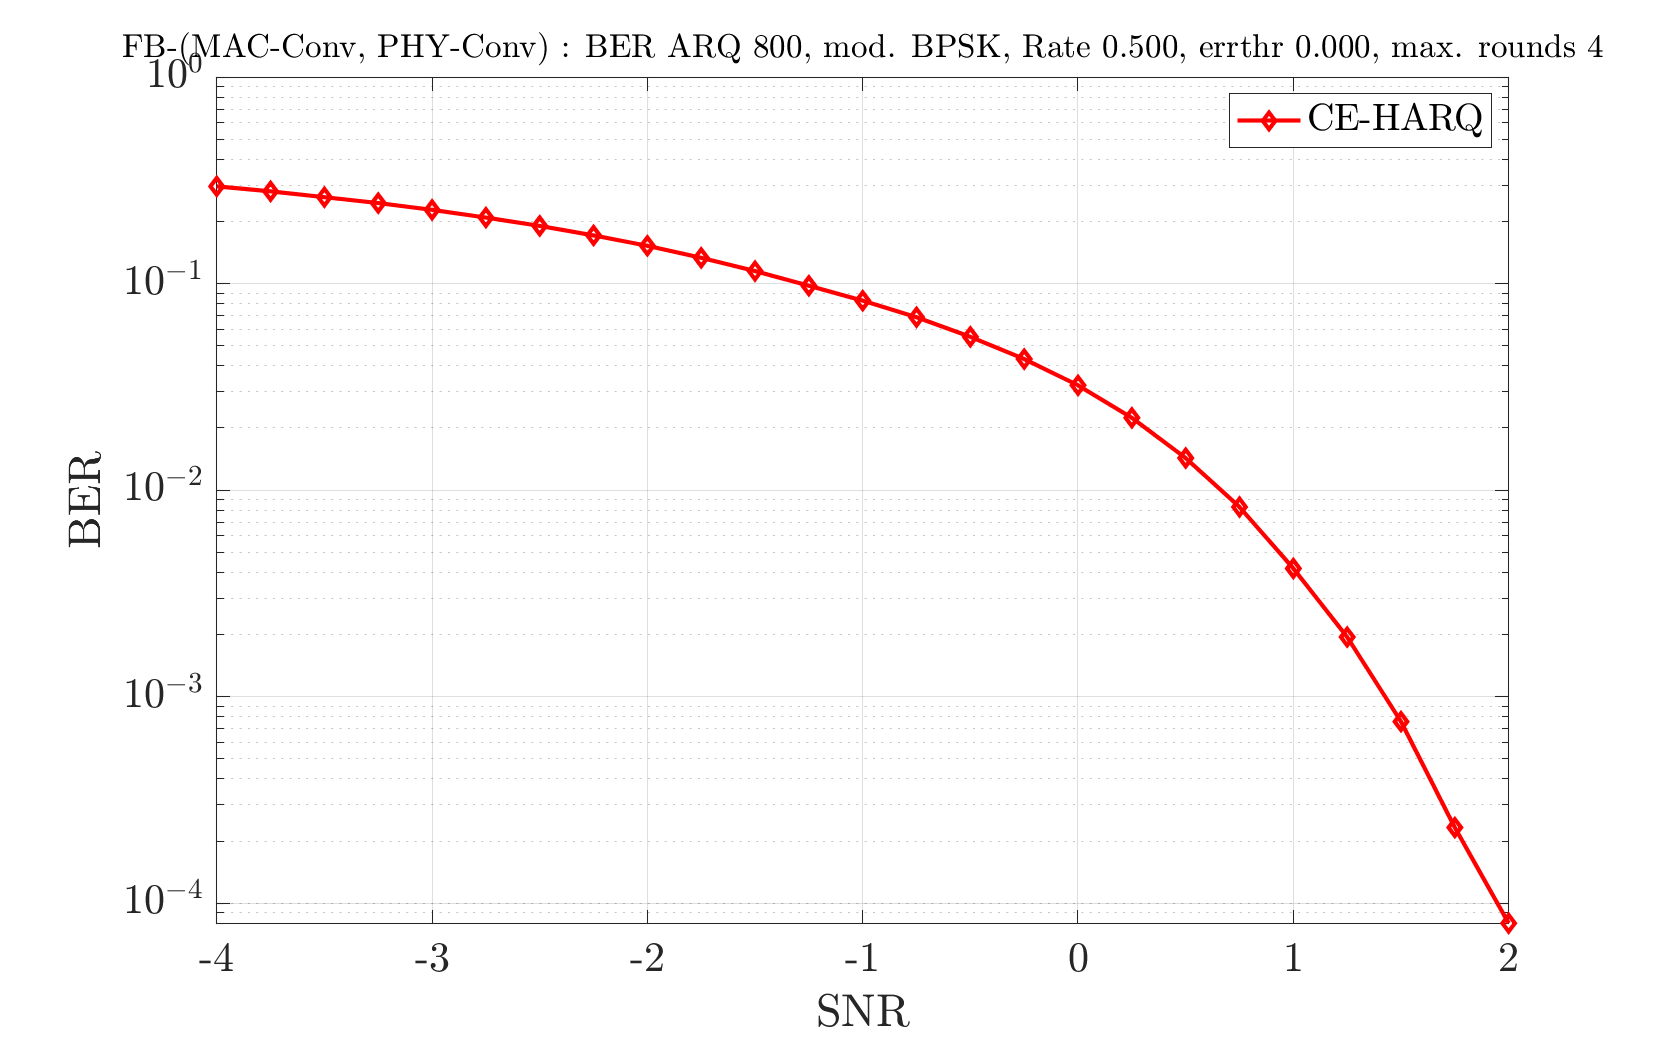 FB-(MAC-Conv, PHY-Conv) : BER ARQ 800, mod. BPSK, Rate 0.500, errthr 0.000, max. rounds 4
CE-HARQ
10⁰
10⁻¹
10⁻²
10⁻³
10⁻⁴
BER
-4 -3 -2 -1 0 1 2
SNR